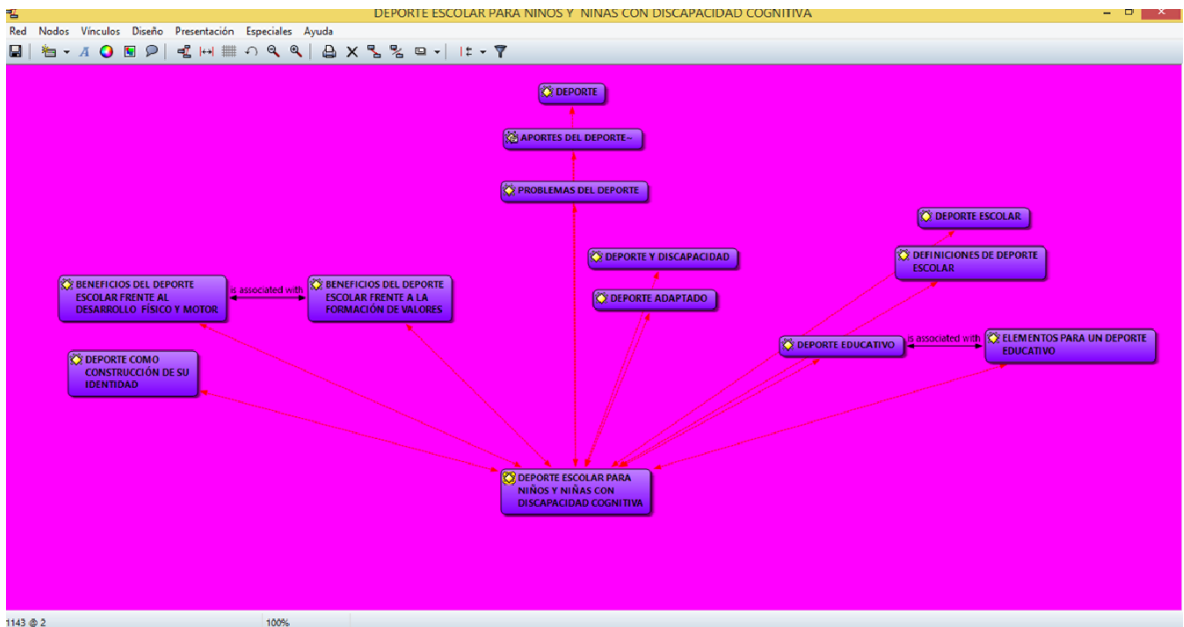 DEPORTE ESCOLAR PARA NIÑOS Y NIÑAS CON DISCAPACIDAD COGNITIVA
Red Nodos Vínculos Diseño Presentación Especiales Ayuda
DEPORTE
APORTES DEL DEPORTE~
PROBLEMAS DEL DEPORTE
DEPORTE ESCOLAR
DEPORTE Y DISCAPACIDAD
DEFINICIONES DE DEPORTE
ESCOLAR
BENEFICIOS DEL DEPORTE
ESCOLAR FRENTE AL
DESARROLLO FÍSICO Y MOTOR
is associated with
BENEFICIOS DEL DEPORTE
ESCOLAR FRENTE A LA
FORMACIÓN DE VALORES
DEPORTE ADAPTADO
DEPORTE EDUCATIVO
is associated with
ELEMENTOS PARA UN DEPORTE
EDUCATIVO
DEPORTE COMO
CONSTRUCCIÓN DE SU
IDENTIDAD
DEPORTE ESCOLAR PARA
NIÑOS Y NIÑAS CON
DISCAPACIDAD COGNITIVA
1143 @ 2
100%